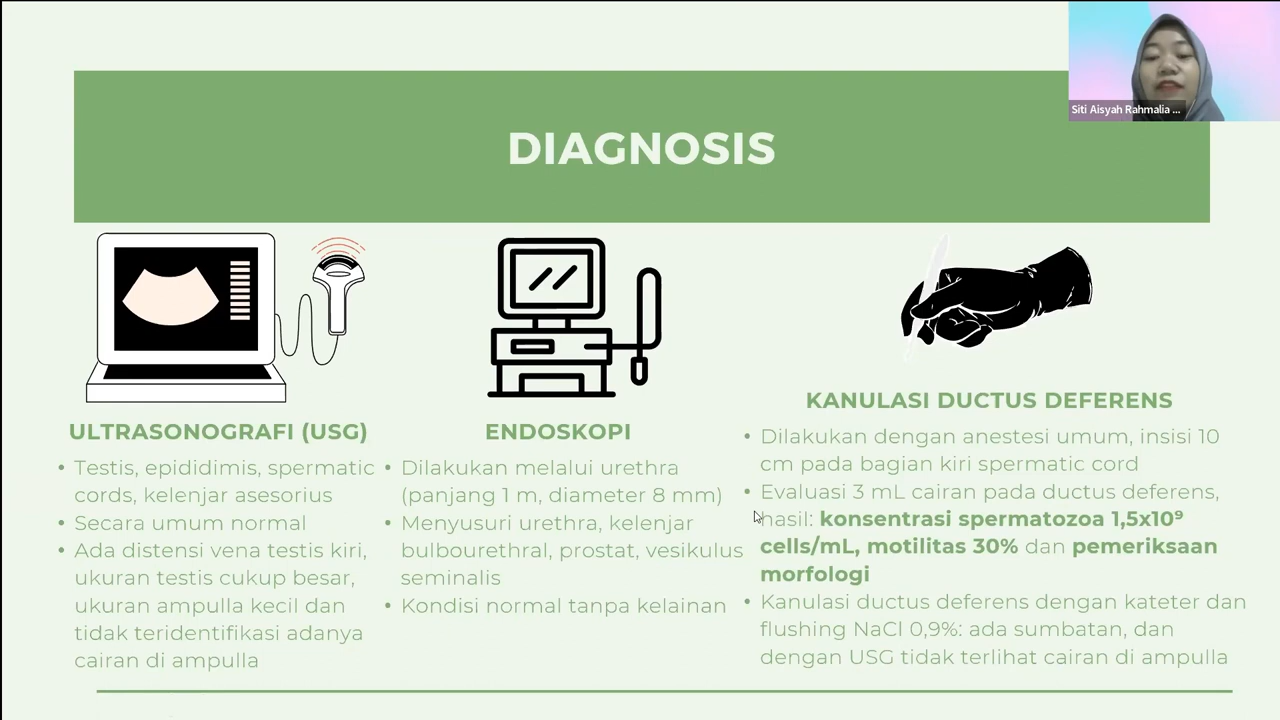 Siti Aisyah Rahmalia ...
DIAGNOSIS
ULTRASONOGRAFI (USG)
• Testis, epididimis, spermatic
cords, kelenjar asesorius
• Secara umum normal
• Ada distensi vena testis kiri,
ukuran testis cukup besar,
ukuran ampulla kecil dan
tidak teridentifikasi adanya
cairan di ampulla
ENDOSKOPI
• Dilakukan melalui urethra
(panjang 1 m, diameter 8 mm)
• Menyusuri urethra, kelenjar
bulbourethral, prostat, vesikulus
seminalis
• Kondisi normal tanpa kelainan
KANULASI DUCTUS DEFERENS
• Dilakukan dengan anestesi umum, insisi 10
cm pada bagian kiri spermatic cord
• Evaluasi 3 mL cairan pada ductus deferens,
hasil: konsentrasi spermatozoa 1,5x10⁹
cells/mL, motilitas 30% dan pemeriksaan
morfologi
• Kanulasi ductus deferens dengan kateter dan
flushing NaCl 0,9%: ada sumbatan, dan
dengan USG tidak terlihat cairan di ampulla